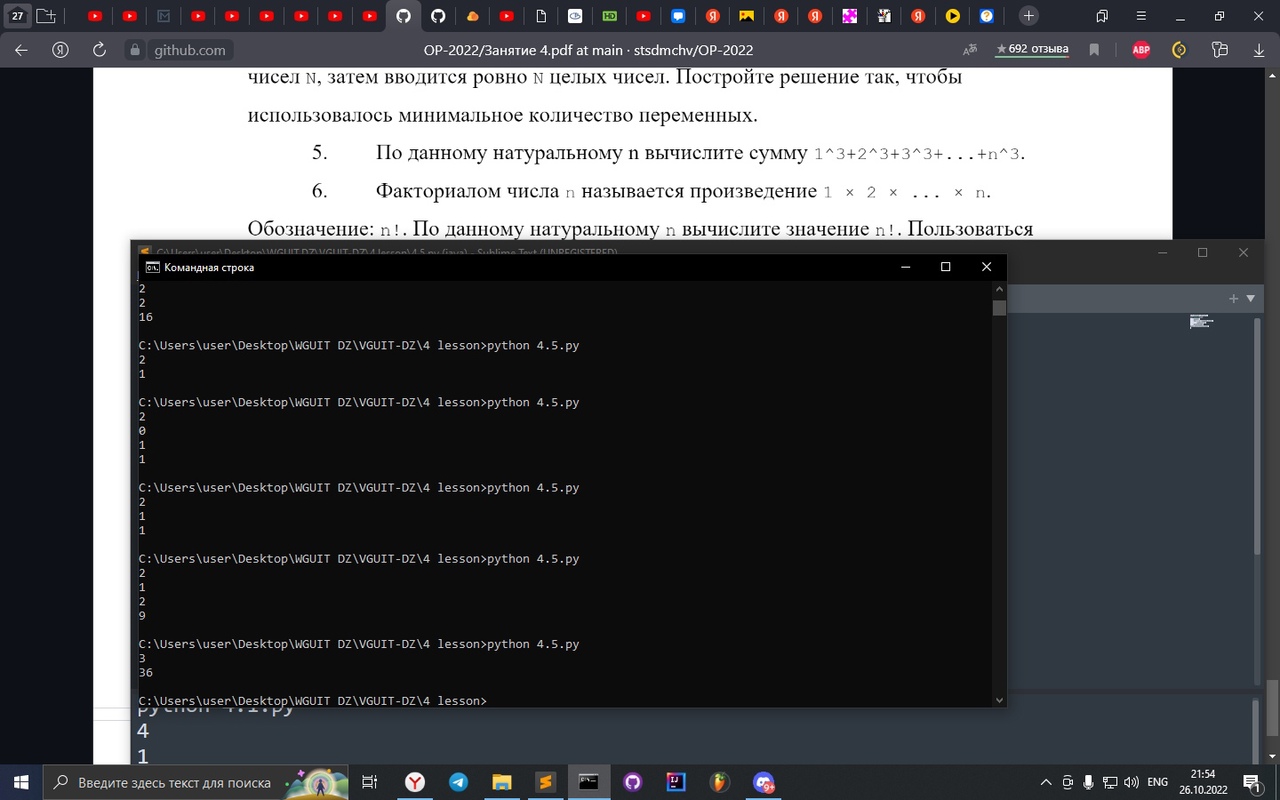 27
github.com
OP-2022/Занятие 4.pdf at main · stsdmchv/OP-2022
★ 692 отзыва
ABP
HD
чисел N, затем вводится ровно N целых чисел. Постройте решение так, чтобы
использовалось минимальное количество переменных.
5. По данному натуральному n вычислите сумму 1^3+2^3+3^3+...+n^3.
6. Факториалом числа n называется произведение 1 × 2 × ... × n.
Обозначение: n!. По данному натуральному n вычислите значение n!. Пользоваться
C:\Users\user\Desktop\WGUIT DZ\VGUIT-DZ\4 lesson\4.5.py (java) - Sublime Text (UNREGISTERED)
Командная строка
2
2
16
C:\Users\user\Desktop\WGUIT DZ\VGUIT-DZ\4 lesson>python 4.5.py
2
1
C:\Users\user\Desktop\WGUIT DZ\VGUIT-DZ\4 lesson>python 4.5.py
2
0
1
1
C:\Users\user\Desktop\WGUIT DZ\VGUIT-DZ\4 lesson>python 4.5.py
2
1
1
C:\Users\user\Desktop\WGUIT DZ\VGUIT-DZ\4 lesson>python 4.5.py
2
1
2
9
C:\Users\user\Desktop\WGUIT DZ\VGUIT-DZ\4 lesson>python 4.5.py
3
36
C:\Users\user\Desktop\WGUIT DZ\VGUIT-DZ\4 lesson>
python 4.1.py
4
1
Введите здесь текст для поиска
9+
ENG
21:54
26.10.2022
1